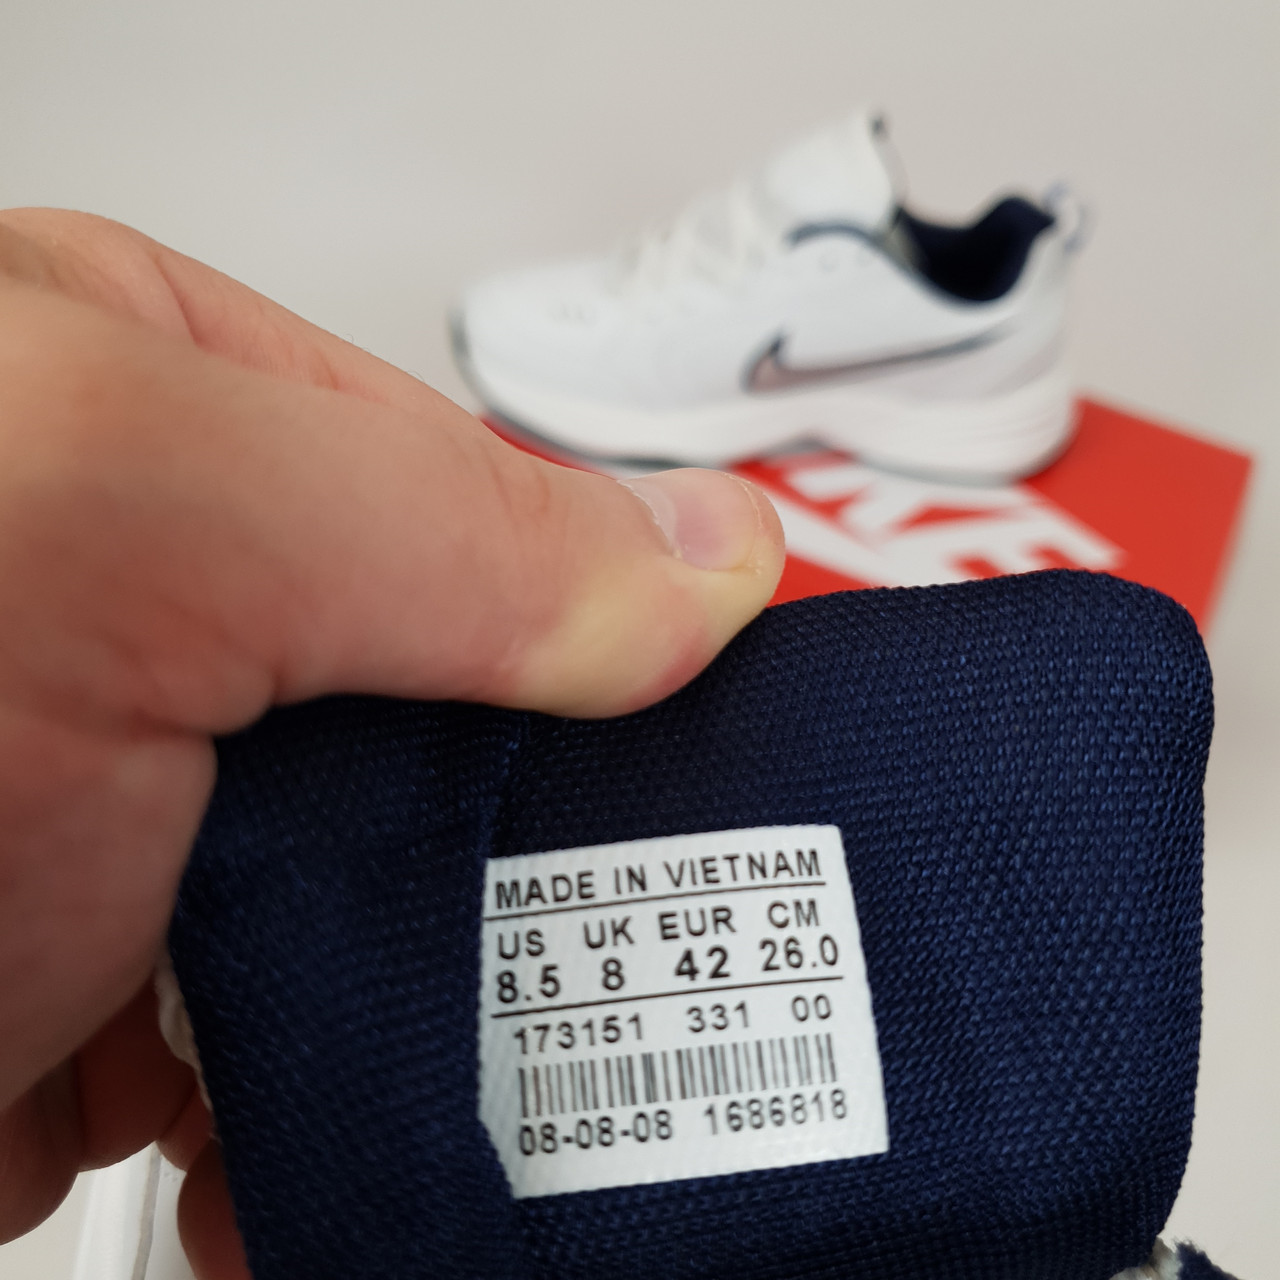 MADE IN VIETNAM
US UK EUR CM
8.5 8 42 26.0
173151 331 00
08-08-08 1686818